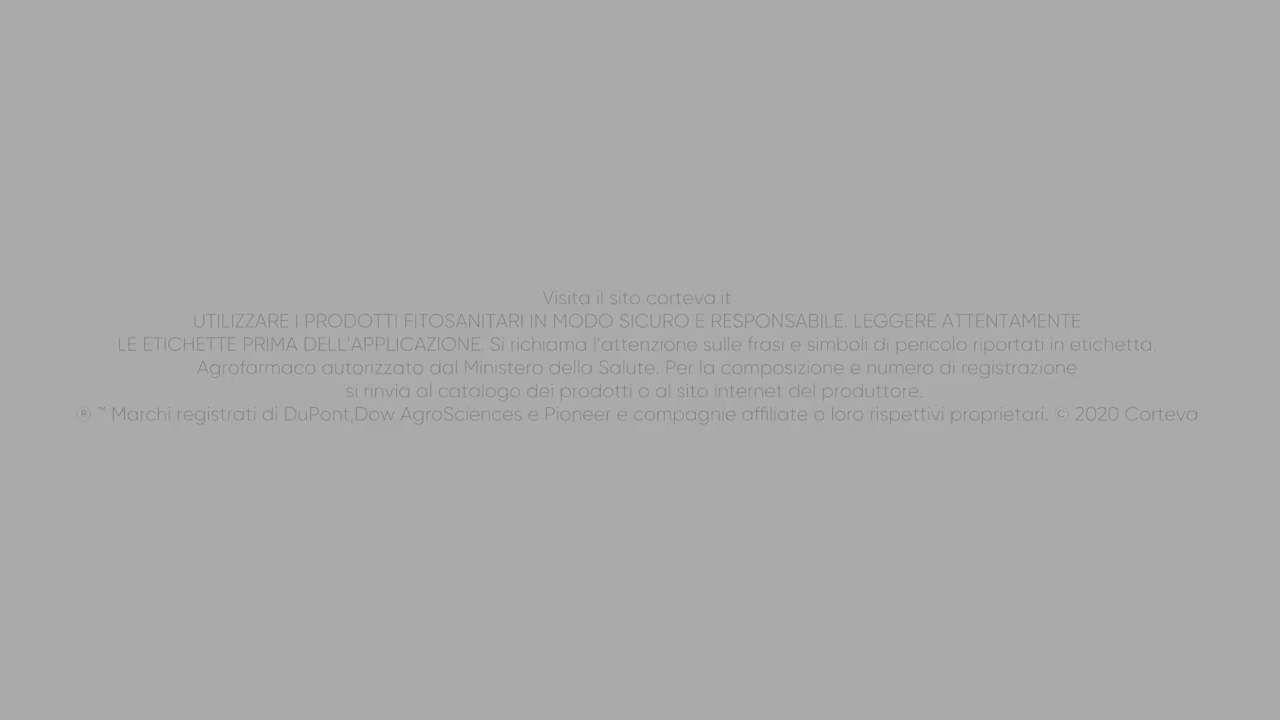 Visita il sito corteva.it
UTILIZZARE I PRODOTTI FITOSANITARI IN MODO SICURO E RESPONSABILE. LEGGERE ATTENTAMENTE
LE ETICHETTE PRIMA DELL'APPLICAZIONE. Si richiama l'attenzione sulle frasi e simboli di pericolo riportati in etichetta.
Agrofarmaco autorizzato dal Ministero della Salute. Per la composizione e numero di registrazione
si rinvia al catalogo dei prodotti o al sito internet del produttore.
® ™ Marchi registrati di DuPont,Dow AgroSciences e Pioneer e compagnie affiliate o loro rispettivi proprietari. © 2020 Corteva